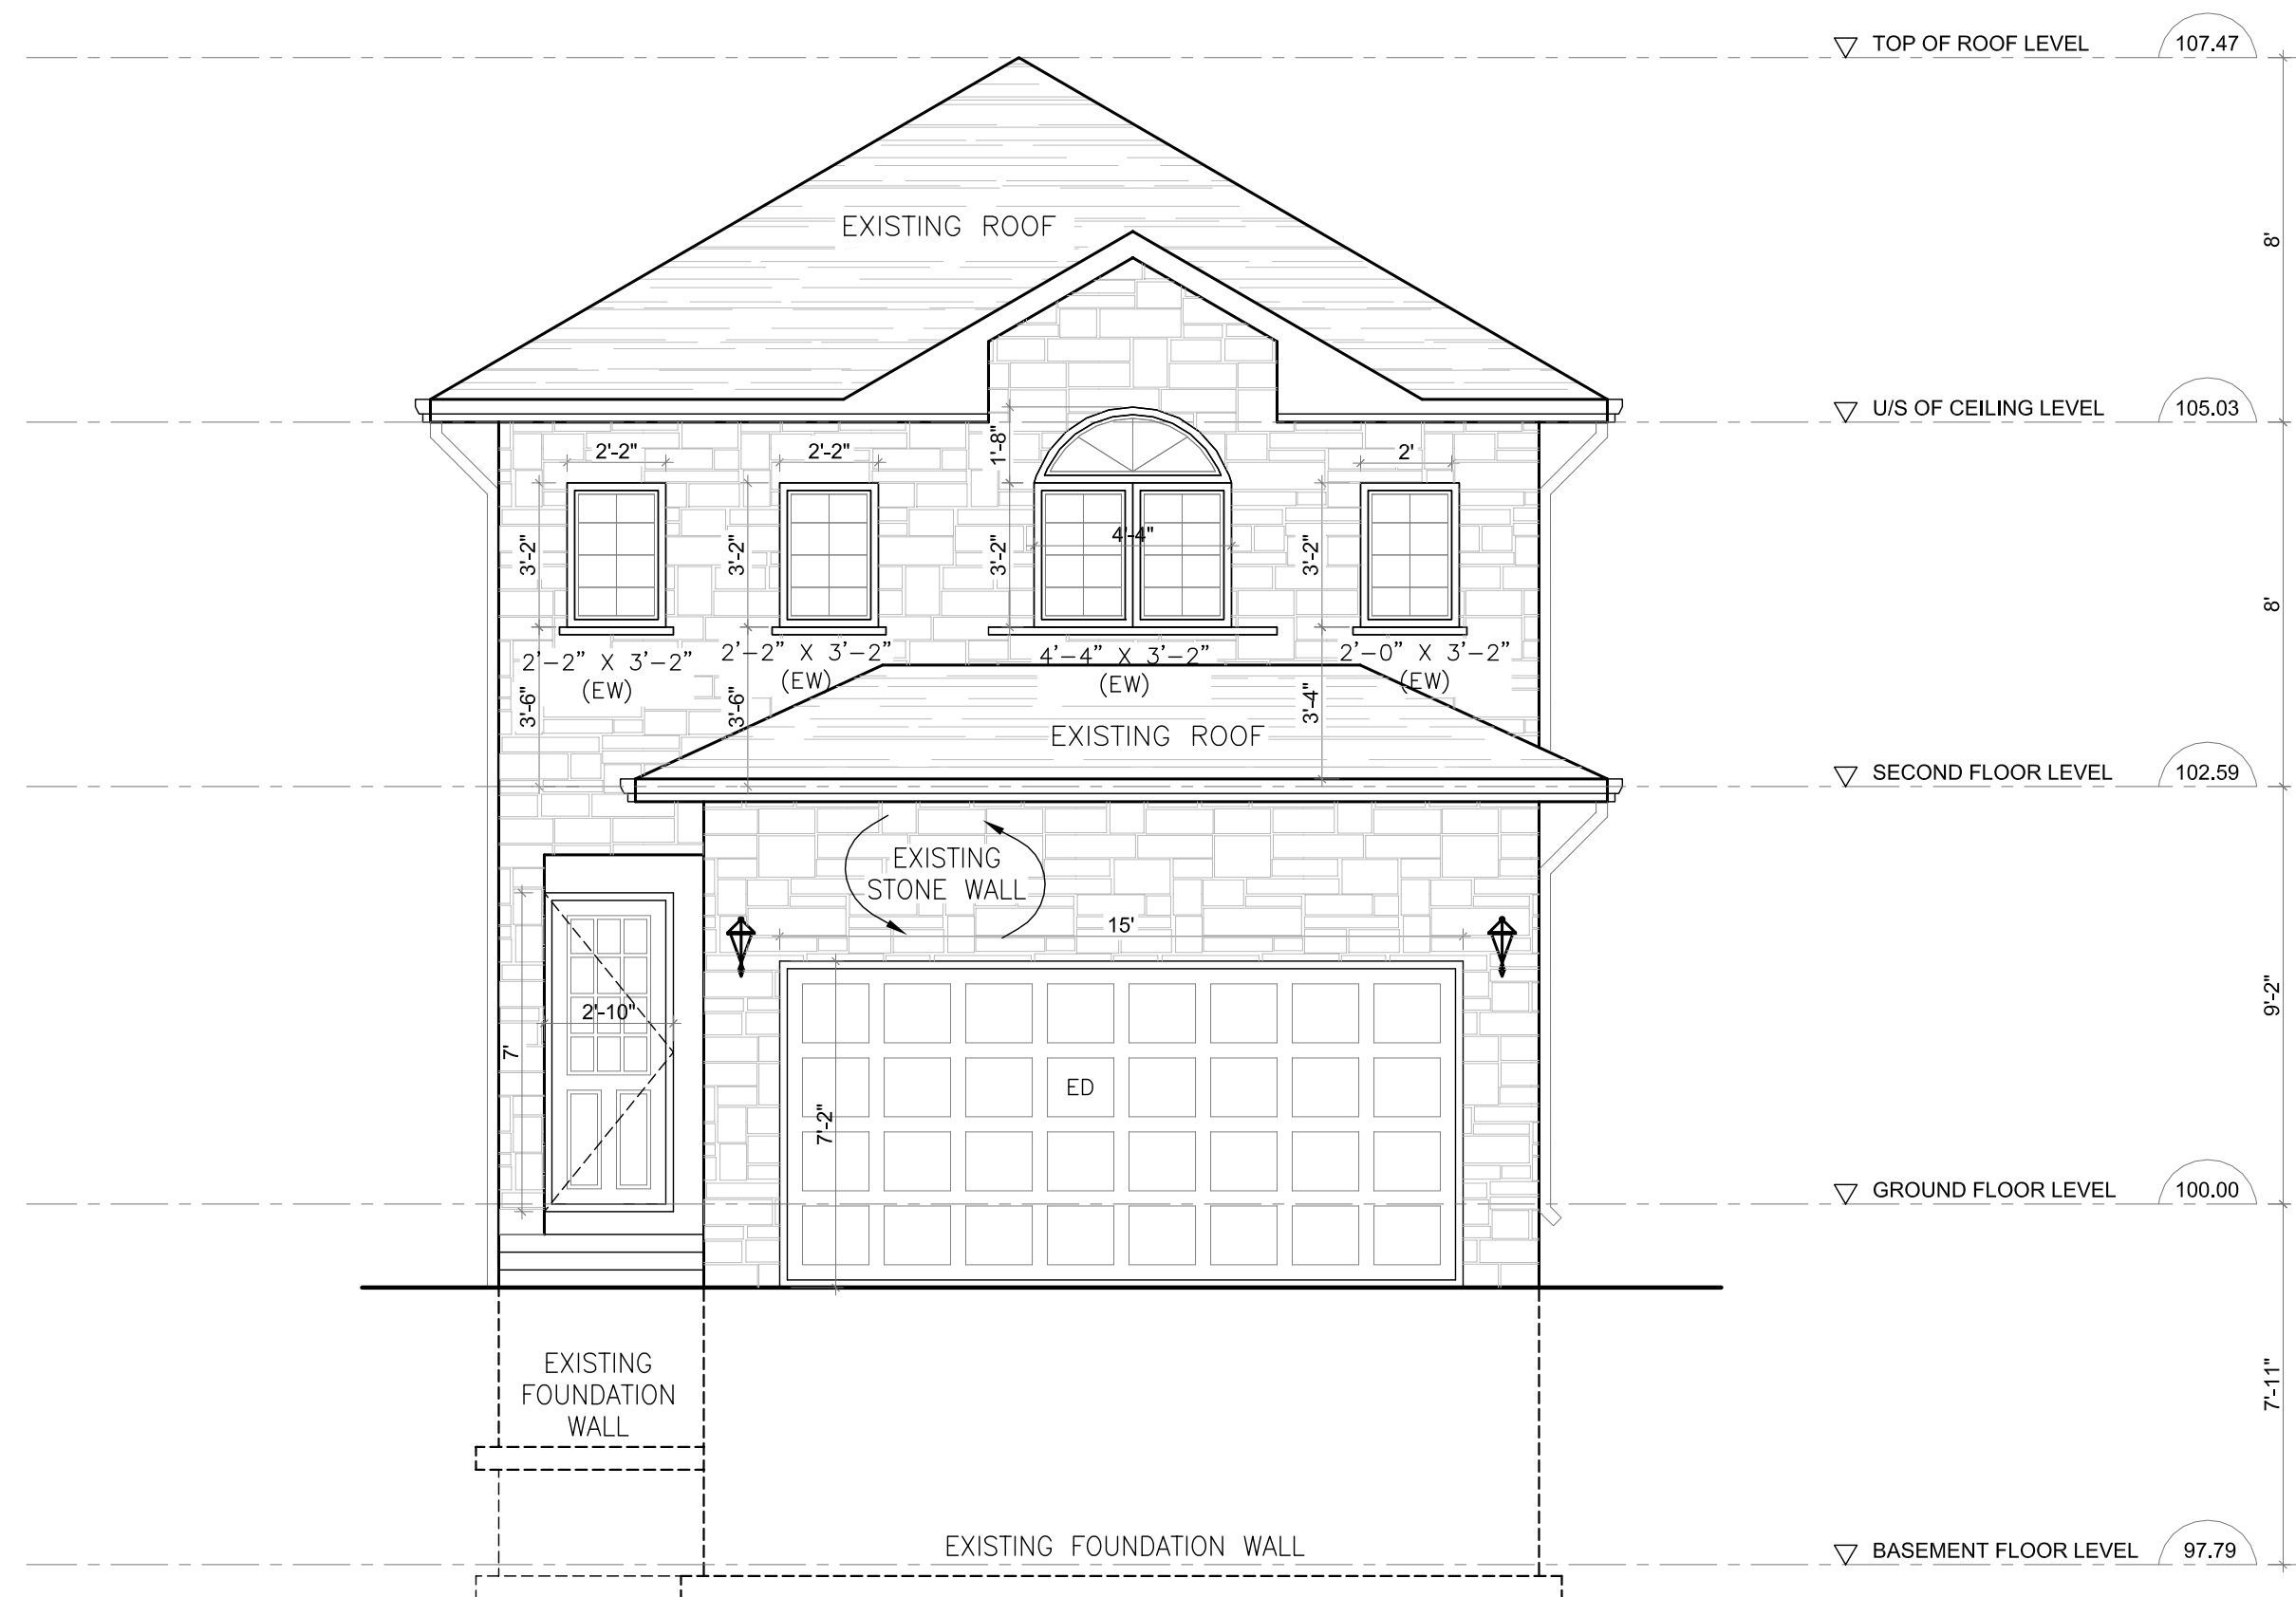 TOP OF ROOF LEVEL 107.47
EXISTING ROOF
8'
U/S OF CEILING LEVEL 105.03
2'-2"
2'-2"
1'-8"
2'
3'-2"
3'-2"
3'-2"
4'-4"
3'-2"
8'
2'-2" X 3'-2"
(EW)
2'-2" X 3'-2"
(EW)
4'-4" X 3'-2"
(EW)
2'-0" X 3'-2"
(EW)
3'-6"
3'-6"
3'-4"
EXISTING ROOF
SECOND FLOOR LEVEL 102.59
EXISTING
STONE WALL
15'
2'-10"
7'
9'-2"
ED
7'-2"
GROUND FLOOR LEVEL 100.00
EXISTING
FOUNDATION
WALL
7'-11"
EXISTING FOUNDATION WALL
BASEMENT FLOOR LEVEL 97.79